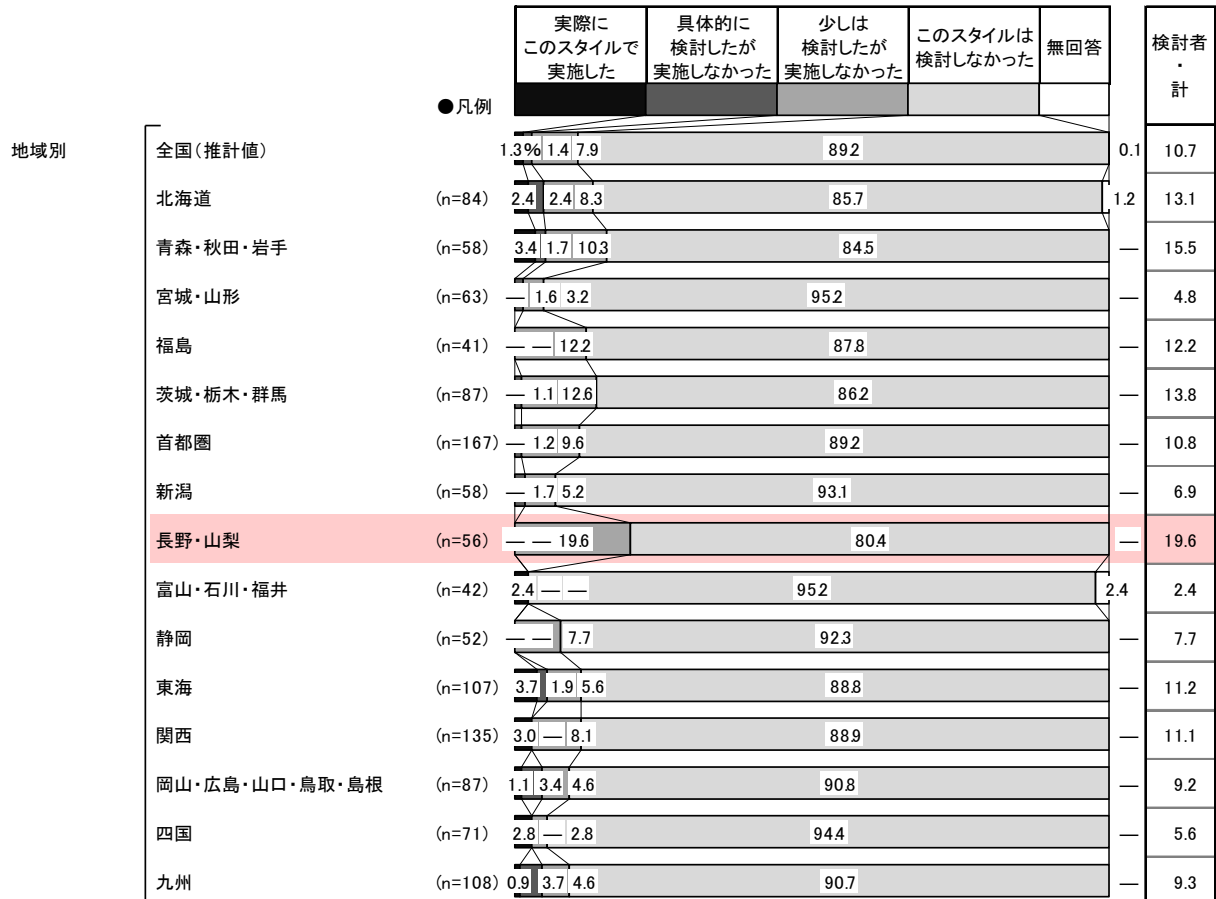 実際に
このスタイルで
実施した
具体的に
検討したが
実施しなかった
少しは
検討したが
実施しなかった
このスタイルは
検討しなかった
無回答
検討者
・
計
●凡例
地域別
全国(推計値) 1.3% 1.4 7.9 89.2 0.1 10.7
北海道 (n=84) 2.4 2.4 8.3 85.7 1.2 13.1
青森・秋田・岩手 (n=58) 3.4 1.7 10.3 84.5 — 15.5
宮城・山形 (n=63) — 1.6 3.2 95.2 — 4.8
福島 (n=41) — — 12.2 87.8 — 12.2
茨城・栃木・群馬 (n=87) — 1.1 12.6 86.2 — 13.8
首都圏 (n=167) — 1.2 9.6 89.2 — 10.8
新潟 (n=58) — 1.7 5.2 93.1 — 6.9
長野・山梨 (n=56) — — 19.6 80.4 — 19.6
富山・石川・福井 (n=42) 2.4 — — 95.2 2.4 2.4
静岡 (n=52) — — 7.7 92.3 — 7.7
東海 (n=107) 3.7 1.9 5.6 88.8 — 11.2
関西 (n=135) 3.0 — 8.1 88.9 — 11.1
岡山・広島・山口・鳥取・島根 (n=87) 1.1 3.4 4.6 90.8 — 9.2
四国 (n=71) 2.8 — 2.8 94.4 — 5.6
九州 (n=108) 0.9 3.7 4.6 90.7 — 9.3